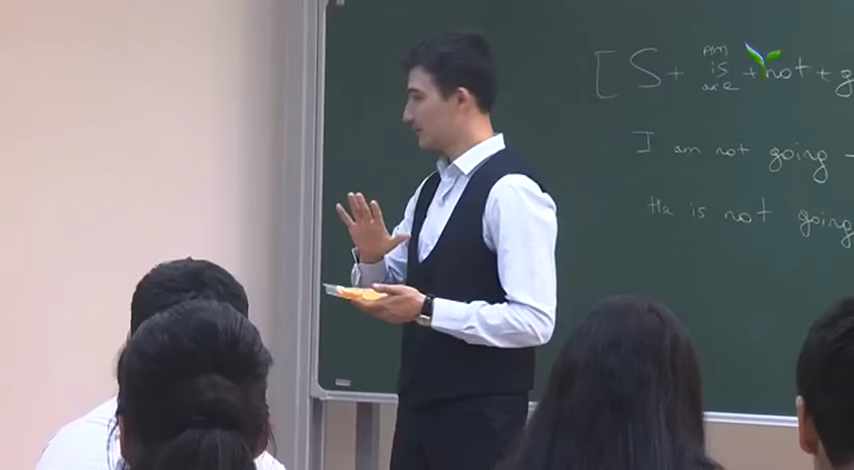 [ S + am is are + not + g
I am not going
He is not going